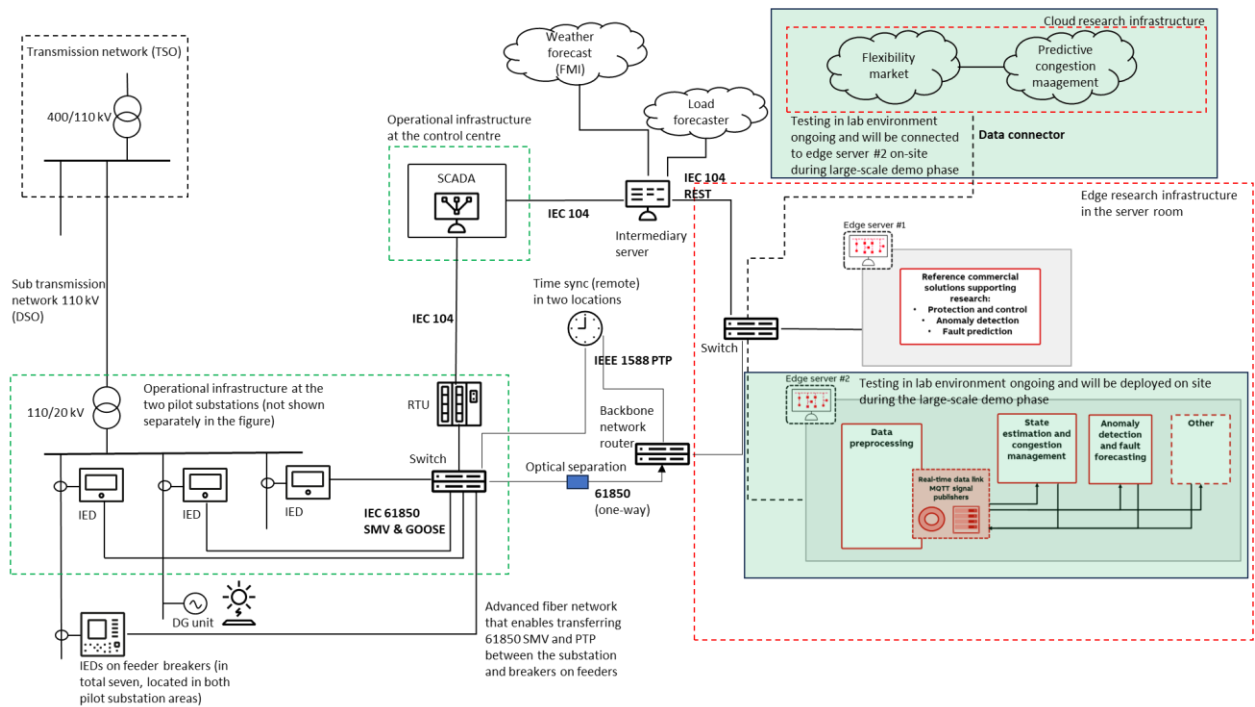 Transmission network (TSO)
400/110 kV
Sub transmission
network 110 kV
(DSO)
Weather
forecast
(FMI)
Load
forecaster
Operational infrastructure
at the control centre
SCADA
IEC 104
Intermediary
server
IEC 104
REST
IEC 104
Cloud research infrastructure
Flexibility
market
Predictive
congestion
maagement
Testing in lab environment
ongoing and will be connected
to edge server #2 on-site
during large-scale demo phase
Data connector
Edge research infrastructure
in the server room
Edge server #1
Reference commercial
solutions supporting
research:
• Protection and control
• Anomaly detection
• Fault prediction
Switch
Time sync (remote)
in two locations
IEEE 1588 PTP
Operational infrastructure at the
two pilot substations (not shown
separately in the figure)
110/20 kV
RTU
Switch
Backbone
network
router
Optical separation
61850
(one-way)
IED
IED
IED
IEC 61850
SMV & GOOSE
DG unit
IEDs on feeder breakers (in
total seven, located in both
pilot substation areas)
Advanced fiber network
that enables transferring
61850 SMV and PTP
between the substation
and breakers on feeders
Edge server #2
Testing in lab environment ongoing and will be deployed on site
during the large-scale demo phase
Data
preprocessing
Real-time data link
MQTT signal
publishers
State
estimation and
congestion
management
Anomaly
detection
and fault
forecasting
Other